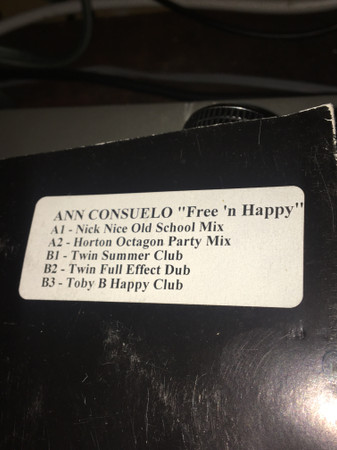 ANN CONSUELO "Free 'n Happy"
A1 - Nick Nice Old School Mix
A2 - Horton Octagon Party Mix
B1 - Twin Summer Club
B2 - Twin Full Effect Dub
B3 - Toby B Happy Club